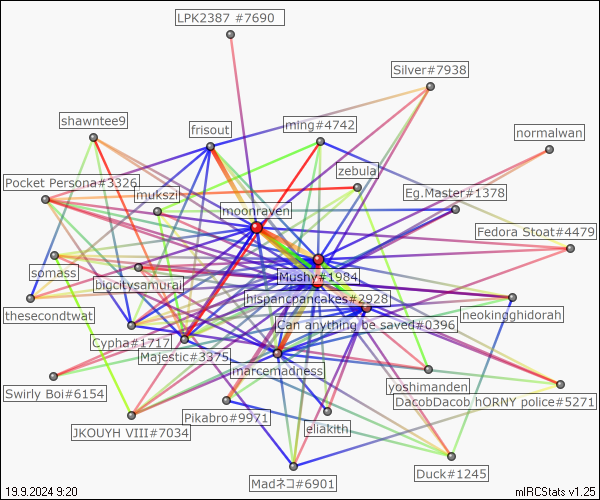 LPK2387 #7690
Silver#7938
shawntee9
frisout
ming#4742
normalwan
zebula
Pocket Persona#3326
mukszi
Eg.Master#1378
moonraven
Fedora Stoat#4479
somass
Mushy#1984
bigcitysamurai
hispancpancakes#2928
thesecondtwat
neokingghidorah
Can anything be saved#0396
Cypha#1717
Majestic#3375
marcemadness
Swirly Boi#6154
yoshimanden
DacobDacob hORNY police#5271
Pikabro#9971
eliakith
JKOUYH VIII#7034
Duck#1245
Madネコ#6901
19.9.2024 9:20
mIRCStats v1.25